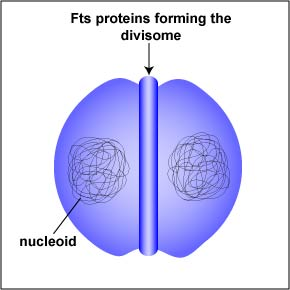 Fts proteins forming the
divisome
nucleoid